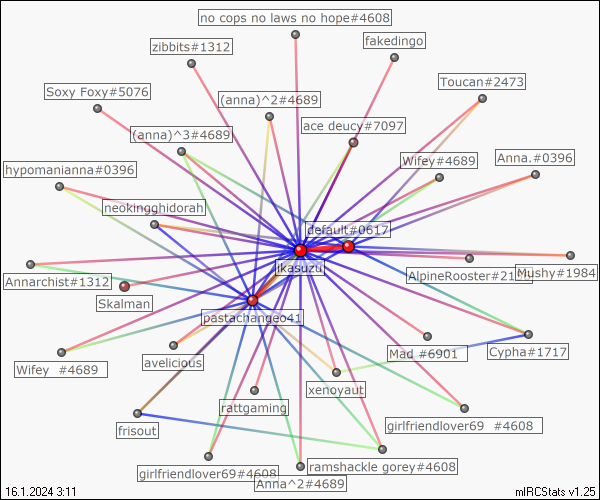 no cops no laws no hope#4608
zibbits#1312
fakedingo
Toucan#2473
Soxy Foxy#5076
(anna)^2#4689
(anna)^3#4689
ace deucy#7097
hypomanianna#0396
Wifey#4689
Anna.#0396
neokingghidorah
default#0617
jkasuzu
Annarchist#1312
AlpineRooster#21
Mushy#1984
Skalman
pastachangeo41
Wifey #4689
avelicious
Mad #6901
Cypha#1717
rattgaming
xenoyaut
frisout
girlfriendlover69 #4608
girlfriendlover69#4608
ramshackle gorey#4608
Anna^2#4689
16.1.2024 3:11
mIRCStats v1.25